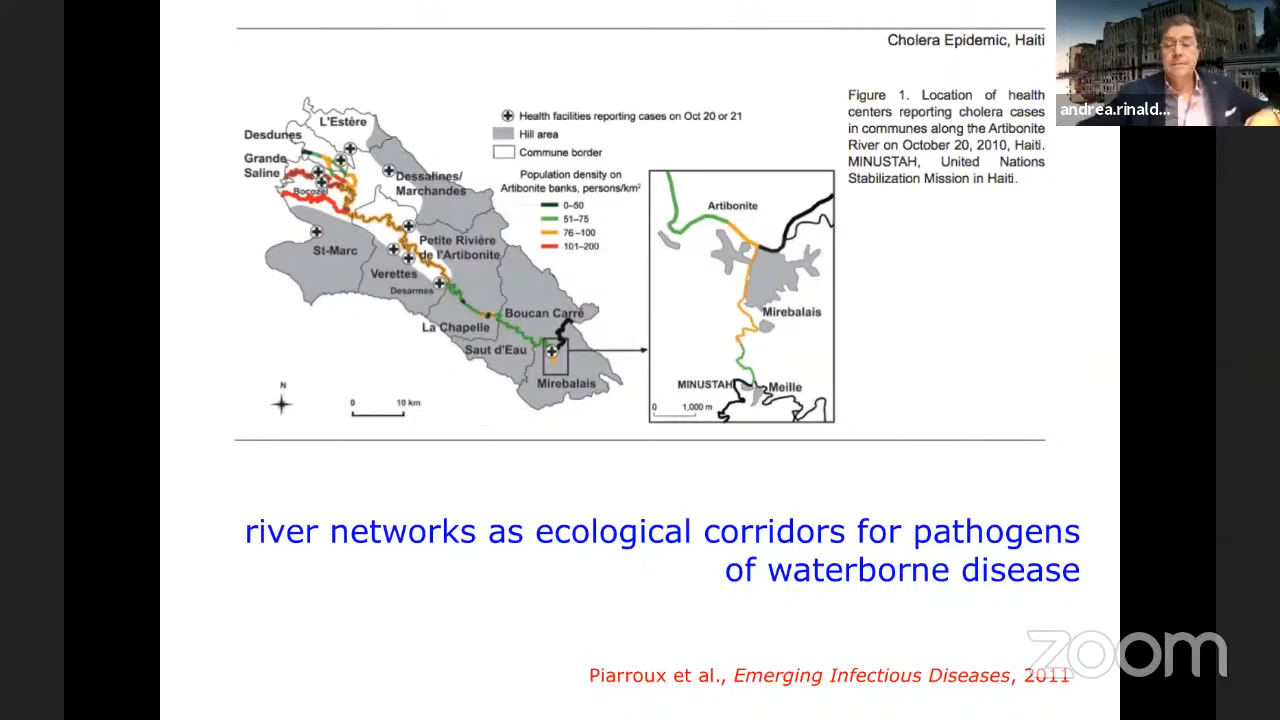 Cholera Epidemic, Haiti
Figure 1. Location of health
centers reporting cholera cases
in communes along the Artibonite
River on October 20, 2010, Haiti.
MINUSTAH, United Nations
Stabilization Mission in Haiti.
andrea.rinald...
L'Estère
Desdunes
Grande
Saline
Bocozel
Dessalines/
Marchandes
St-Marc
Petite Rivière
de l'Artibonite
Verettes
Desarmes
La Chapelle
Boucan Carré
Saut d'Eau
Mirebalais
N
0 10 km
Health facilities reporting cases on Oct 20 or 21
Hill area
Commune border
Population density on
Artibonite banks, persons/km²
0–50
51–75
76–100
101–200
Artibonite
Mirebalais
MINUSTAH
Meille
0 1,000 m
river networks as ecological corridors for pathogens
of waterborne disease
Piarroux et al., Emerging Infectious Diseases, 2011
zoom